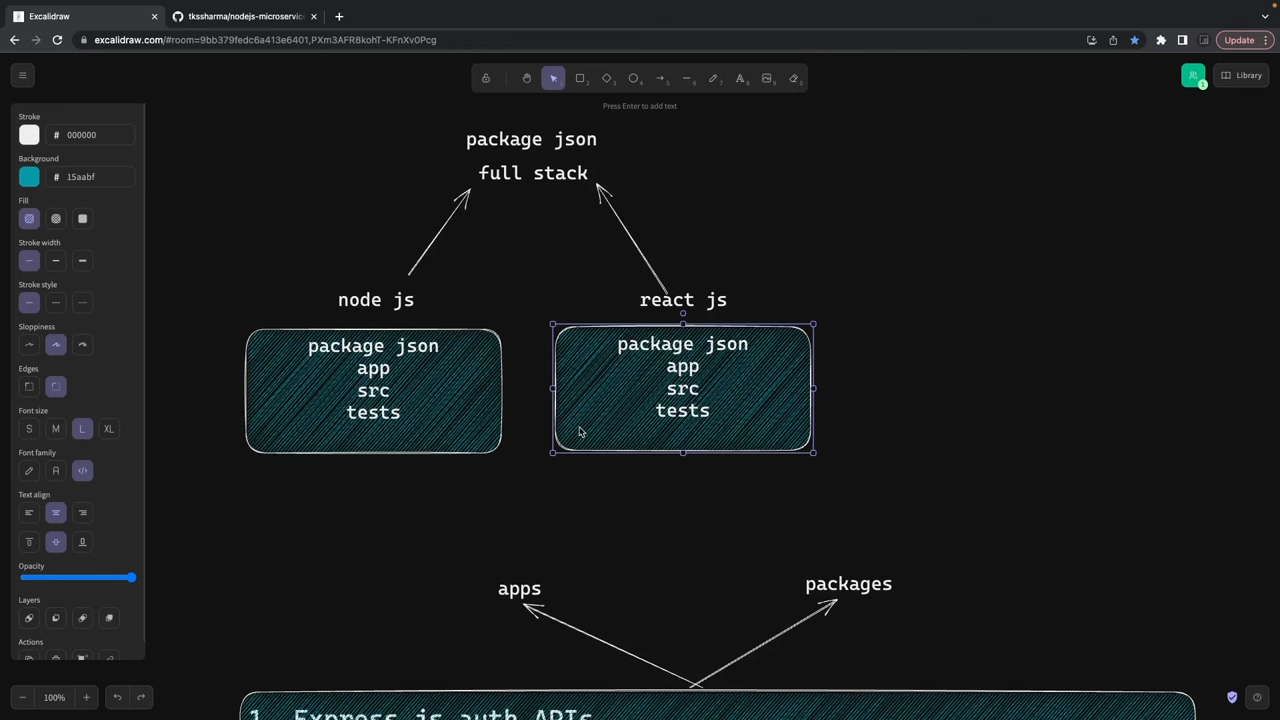 Excalidraw
tkssharma/nodejs-microservic
excalidraw.com/#room=9bb379fedc6a413e6401,PXm3AFR8kohT-KFnXv0Pcg
Update
Library
Press Enter to add text
Stroke
# 000000
Background
# 15aabf
Fill
Stroke width
Stroke style
Sloppiness
Edges
Font size
S M L XL
Font family
A </>
Text align
Opacity
Layers
Actions
100%
package json
full stack
node js
react js
package json
app
src
tests
package json
app
src
tests
apps
packages
1. Express js auth APIs